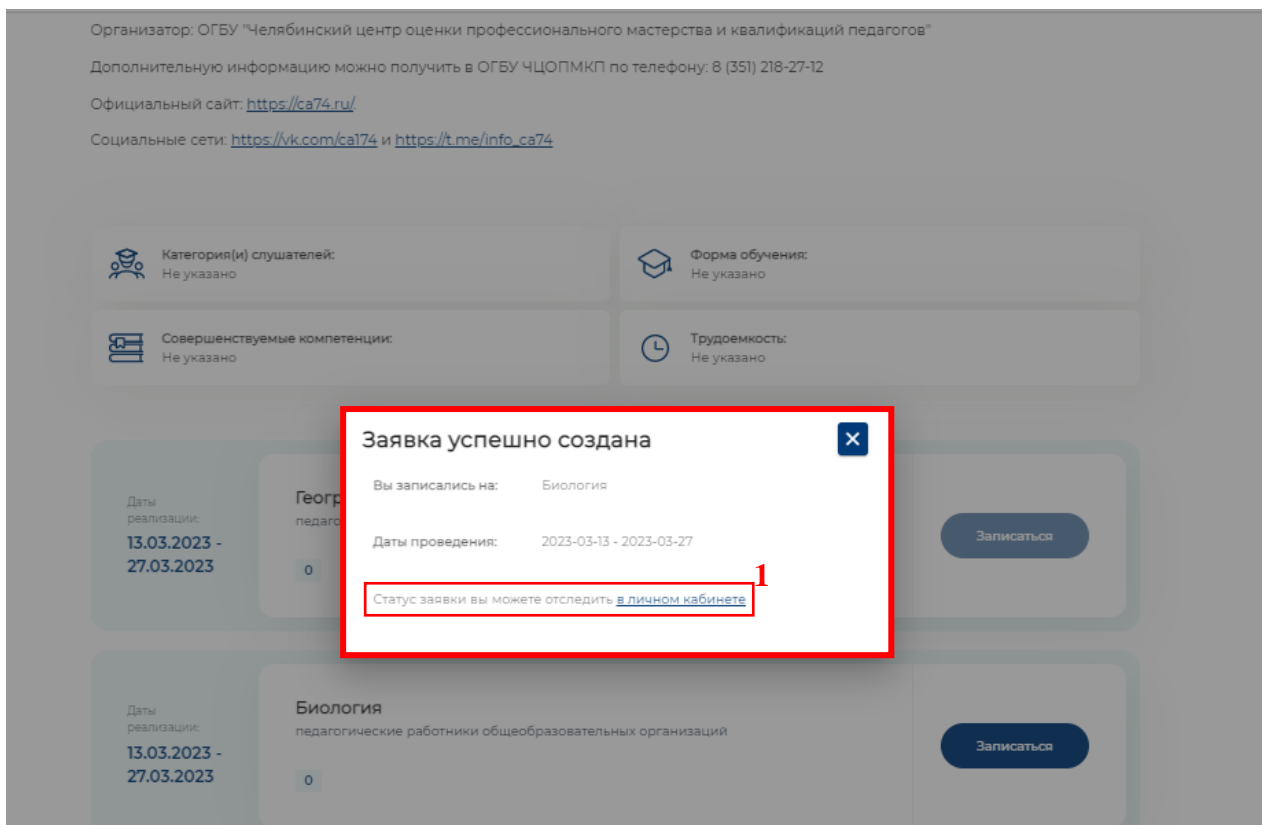 Организатор: ОГБУ "Челябинский центр оценки профессионального мастерства и квалификаций педагогов"
Дополнительную информацию можно получить в ОГБУ ЧЦОПМКП по телефону: 8 (351) 218-27-12
Официальный сайт: https://ca74.ru/.
Социальные сети: https://vk.com/ca174 и https://t.me/info_ca74
Категория(и) слушателей:
Не указано
Форма обучения:
Не указано
Совершенствуемые компетенции:
Не указано
Трудоемкость:
Не указано
Заявка успешно создана
Вы записались на: Биология
Даты проведения: 2023-03-13 - 2023-03-27
1
Статус заявки вы можете отследить в личном кабинете
Даты
реализации:
13.03.2023 -
27.03.2023
Геогр
педаго
0
Записаться
Даты
реализации:
13.03.2023 -
27.03.2023
Биология
педагогические работники общеобразовательных организаций
0
Записаться